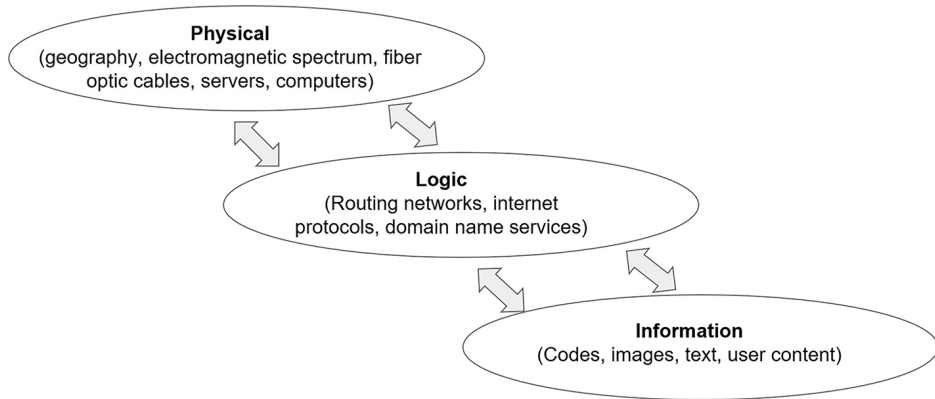 Physical
(geography, electromagnetic spectrum, fiber
optic cables, servers, computers)
Logic
(Routing networks, internet
protocols, domain name services)
Information
(Codes, images, text, user content)